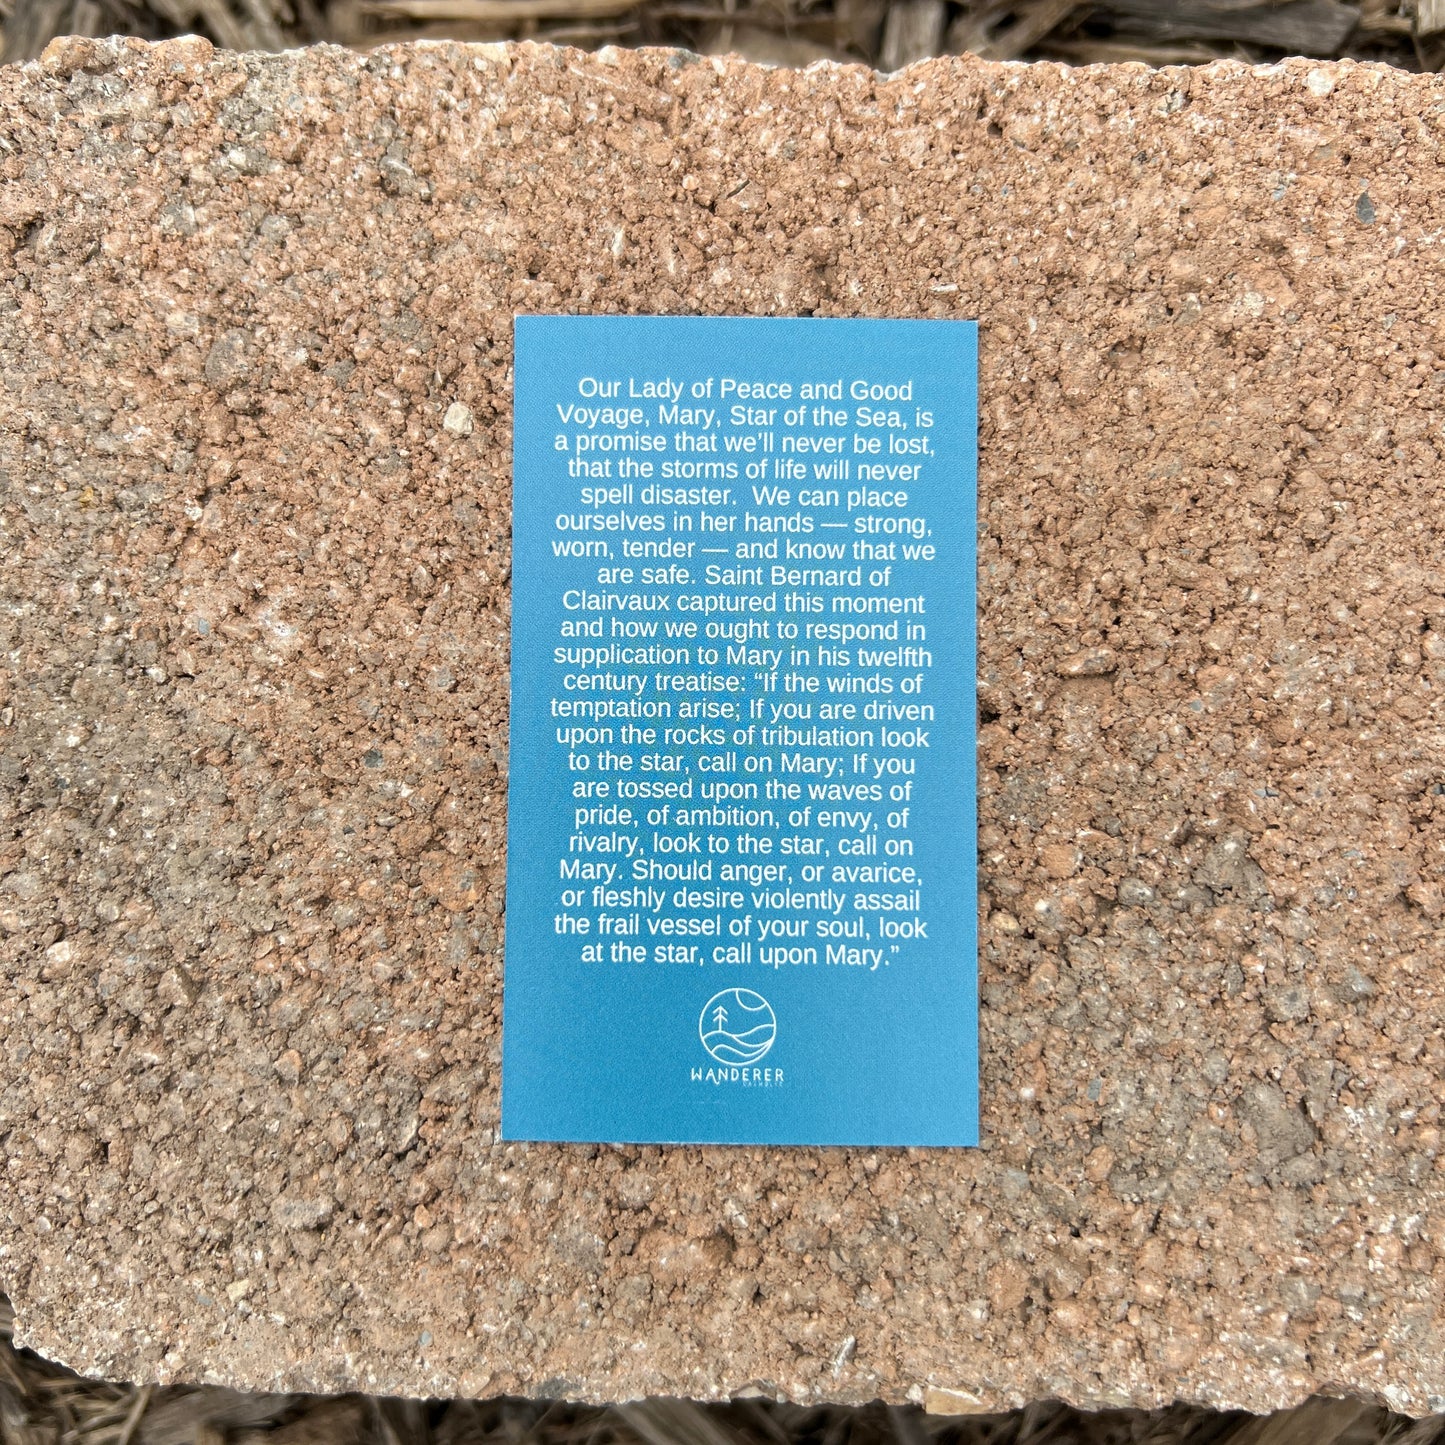 Our Lady of Peace and Good
Voyage, Mary, Star of the Sea, is
a promise that we’ll never be lost,
that the storms of life will never
spell disaster.  We can place
ourselves in her hands — strong,
worn, tender — and know that we
are safe. Saint Bernard of
Clairvaux captured this moment
and how we ought to respond in
supplication to Mary in his twelfth
century treatise: “If the winds of
temptation arise; If you are driven
upon the rocks of tribulation look
to the star, call on Mary; If you
are tossed upon the waves of
pride, of ambition, of envy, of
rivalry, look to the star, call on
Mary. Should anger, or avarice,
or fleshly desire violently assail
the frail vessel of your soul, look
at the star, call upon Mary.”
WANDERER
CATHOLIC